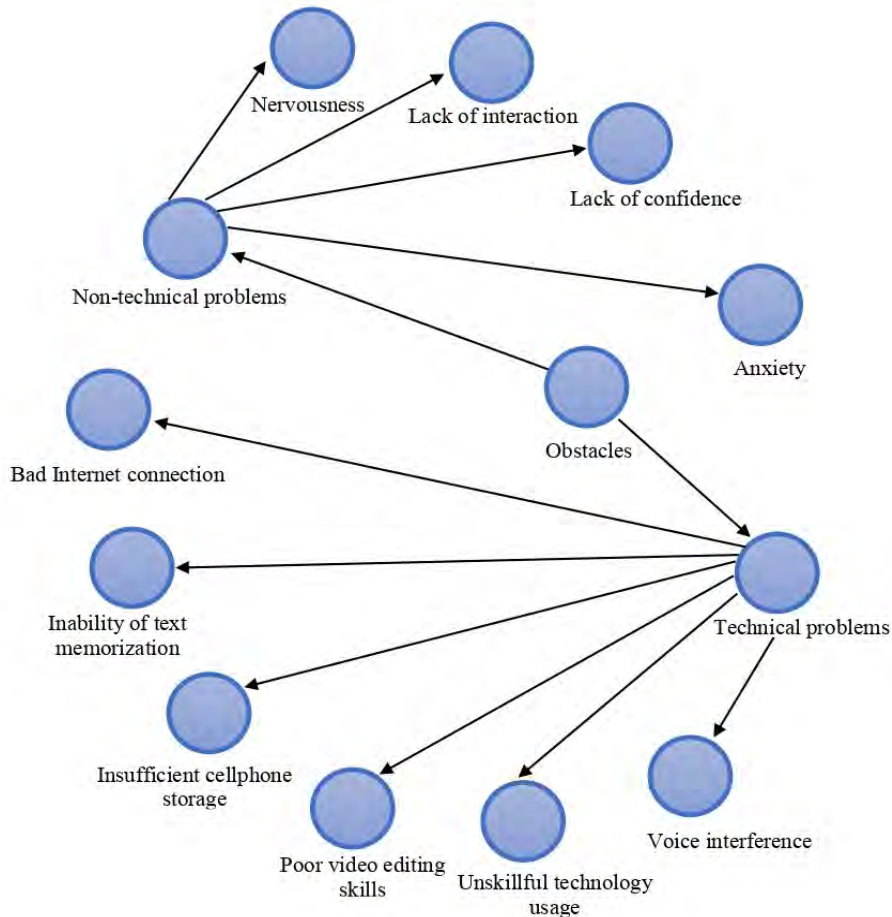 Nervousness
Lack of interaction
Lack of confidence
Non-technical problems
Anxiety
Obstacles
Bad Internet connection
Inability of text
memorization
Technical problems
Insufficient cellphone
storage
Poor video editing
skills
Unskillful technology
usage
Voice interference